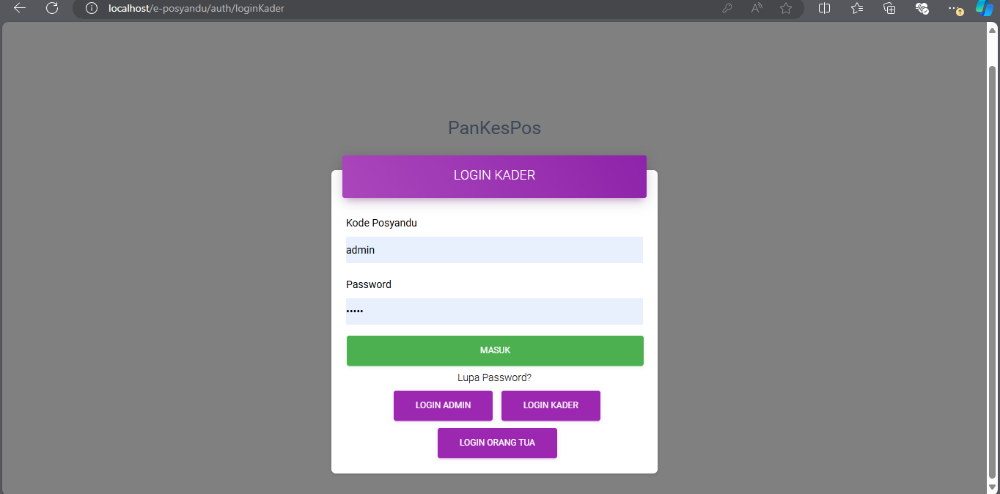 localhost/e-posyandu/auth/loginKader
PanKesPos
LOGIN KADER
Kode Posyandu
admin
Password
•••••
MASUK
Lupa Password?
LOGIN ADMIN LOGIN KADER
LOGIN ORANG TUA